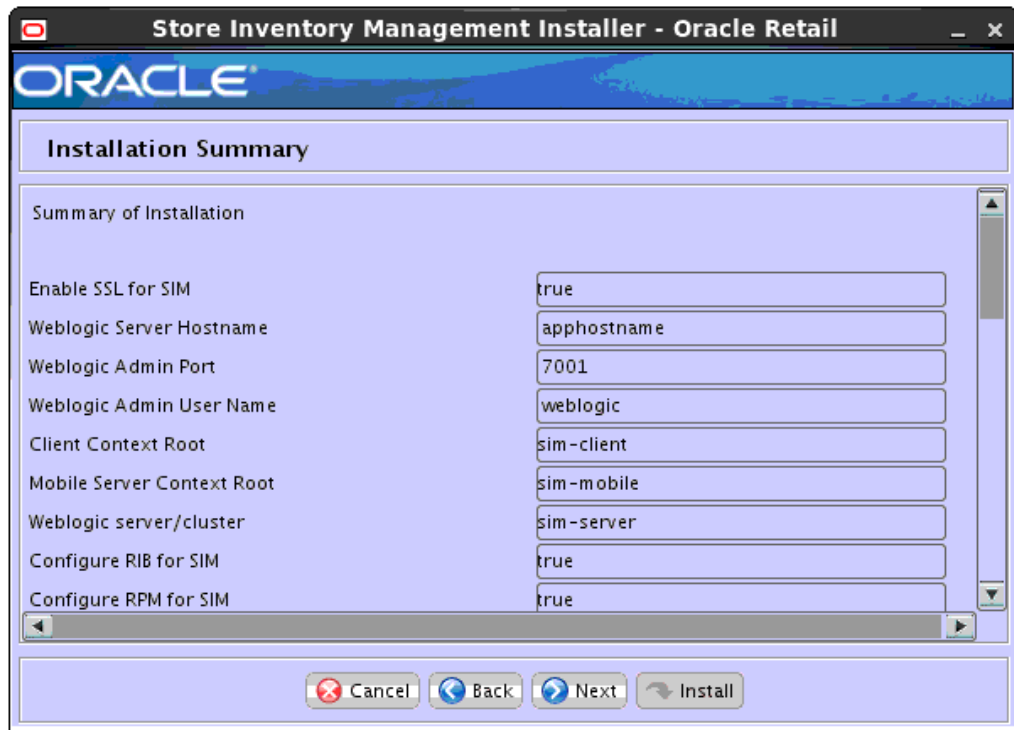 Store Inventory Management Installer - Oracle Retail
ORACLE
Installation Summary
Summary of Installation
Enable SSL for SIM true
Weblogic Server Hostname apphostname
Weblogic Admin Port 7001
Weblogic Admin User Name weblogic
Client Context Root sim-client
Mobile Server Context Root sim-mobile
Weblogic server/cluster sim-server
Configure RIB for SIM true
Configure RPM for SIM true
Cancel Back Next Install